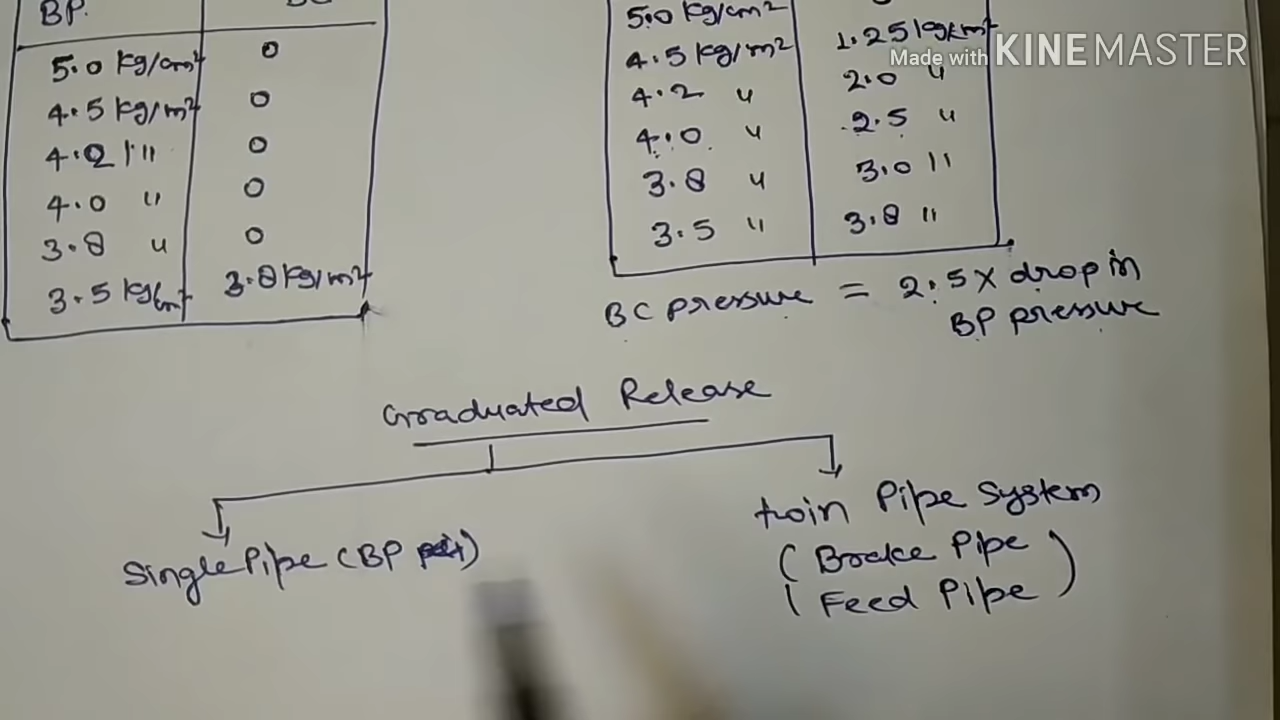 BP.
5.0 kg/cm² 0
4.5 kg/m² 0
4.2 " 0
4.0 " 0
3.8 " 0
3.5 kg/cm² 3.8 kg/m²
5.0 kg/cm²
4.5 kg/m² 1.25 kg/cm²
4.2 " 2.0 "
4.0 " 2.5 "
3.8 " 3.0 "
3.5 " 3.8 "
BC pressure = 2.5 X drop in
BP pressure
Graduated Release
Single Pipe (BP )
twin Pipe System
( Brake Pipe )
( Feed Pipe )
Made with KINEMASTER